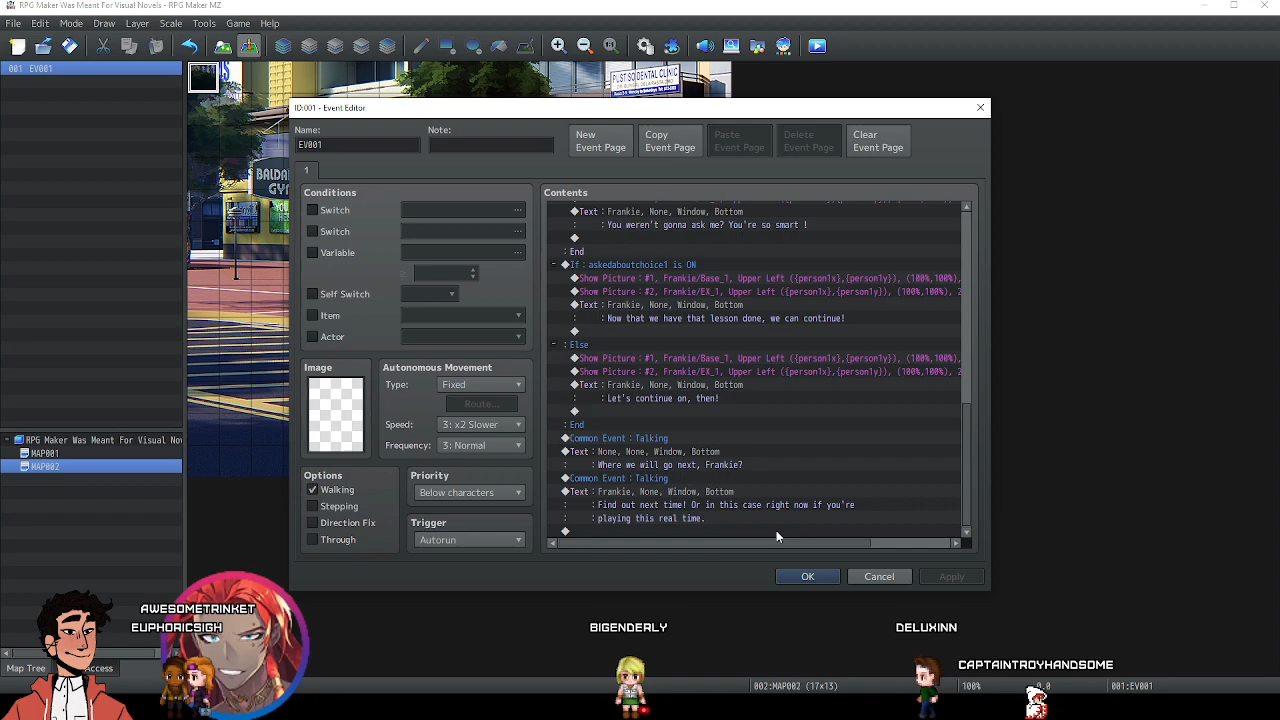 RPG Maker Was Meant For Visual Novels - RPG Maker MZ
File Edit Mode Draw Layer Scale Tools Game Help
001 EV001
PUSTISO DENTAL CLINIC
BALDA
GY
ID:001 - Event Editor
Name: Note:
EV001
New Event Page
Copy Event Page
Paste Event Page
Delete Event Page
Clear Event Page
1
Conditions
Switch ...
Switch ...
Variable ...
≥
Self Switch
Item
Actor
Image
Autonomous Movement
Type: Fixed
Route...
Speed: 3: x2 Slower
Frequency: 3: Normal
Options
Walking
Stepping
Direction Fix
Through
Priority
Below characters
Trigger
Autorun
Contents
◆Text : Frankie, None, Window, Bottom
: : You weren't gonna ask me? You're so smart !
◆
: End
◆If : askedaboutchoice1 is ON
◆Show Picture : #1, Frankie/Base_1, Upper Left ({person1x},{person1y}), (100%,100%),
◆Show Picture : #2, Frankie/EX_1, Upper Left ({person1x},{person1y}), (100%,100%), 2
◆Text : Frankie, None, Window, Bottom
: : Now that we have that lesson done, we can continue!
◆
: Else
◆Show Picture : #1, Frankie/Base_1, Upper Left ({person1x},{person1y}), (100%,100%),
◆Show Picture : #2, Frankie/EX_1, Upper Left ({person1x},{person1y}), (100%,100%), 2
◆Text : Frankie, None, Window, Bottom
: : Let's continue on, then!
◆
: End
◆Common Event : Talking
◆Text : None, None, Window, Bottom
: : Where we will go next, Frankie?
◆Common Event : Talking
◆Text : Frankie, None, Window, Bottom
: : Find out next time! Or in this case right now if you're
: : playing this real time.
◆
OK Cancel Apply
RPG Maker Was Meant For Visual Nov
MAP001
MAP002
Map Tree Access
002:MAP002 (17x13) 100% 0,0 001:EV001
AWESOMETRINKET
EUPHORICSIGH
BIGENDERLY
DELUXINN
CAPTAINTROYHANDSOME